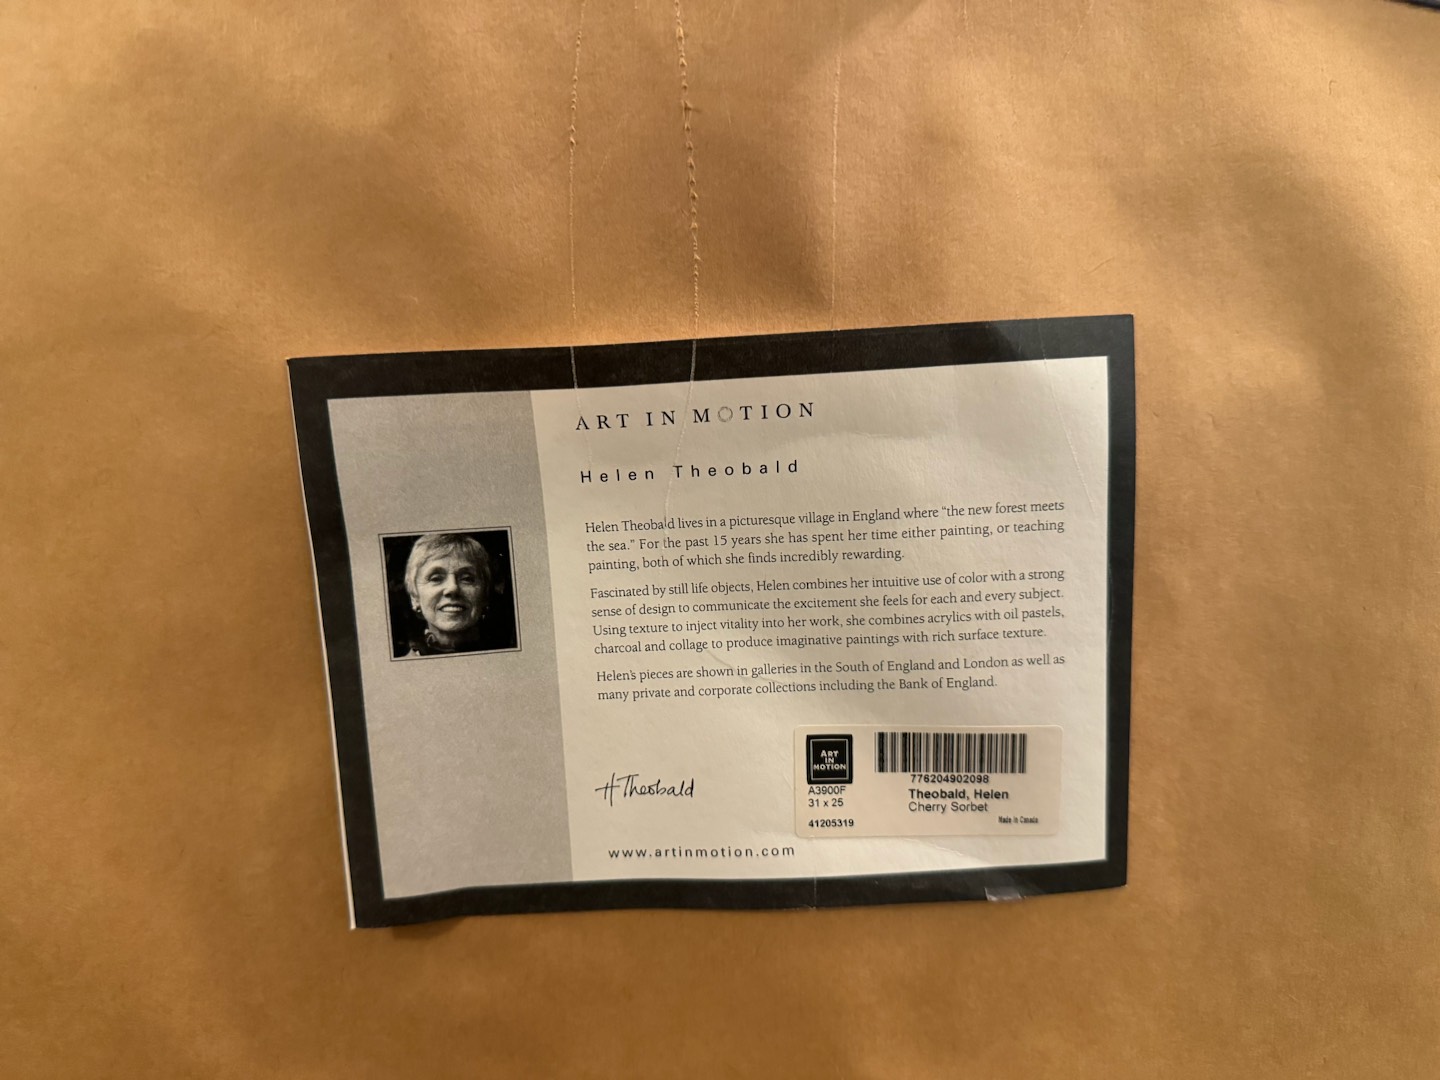 ART IN MOTION
Helen Theobald
Helen Theobald lives in a picturesque village in England where “the new forest meets
the sea.” For the past 15 years she has spent her time either painting, or teaching
painting, both of which she finds incredibly rewarding.
Fascinated by still life objects, Helen combines her intuitive use of color with a strong
sense of design to communicate the excitement she feels for each and every subject.
Using texture to inject vitality into her work, she combines acrylics with oil pastels,
charcoal and collage to produce imaginative paintings with rich surface texture.
Helen's pieces are shown in galleries in the South of England and London as well as
many private and corporate collections including the Bank of England.
HTheobald
www.artinmotion.com
ART
IN
MOTION
A3900F
31 x 25
41205319
776204902098
Theobald, Helen
Cherry Sorbet
Made in Canada